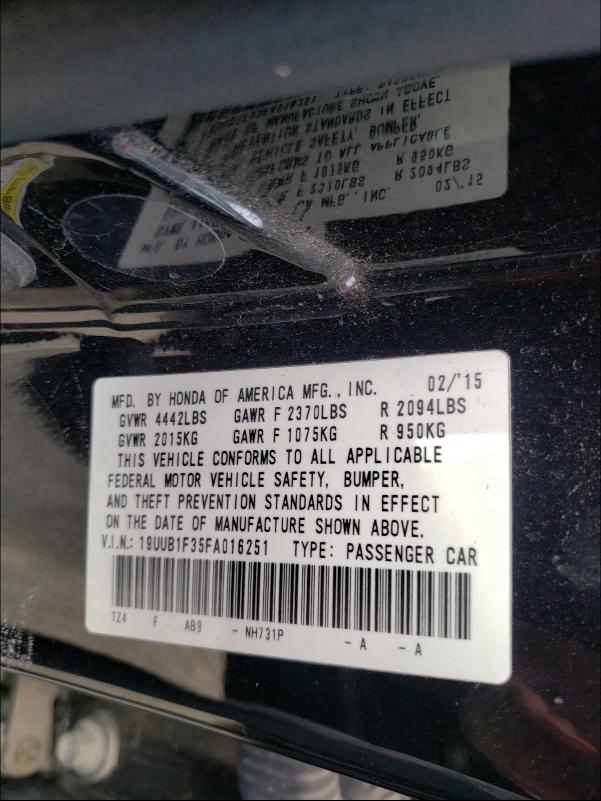 MFD. BY HONDA OF AMERICA MFG., INC. 02/'15
GVWR 4442LBS GAWR F 2370LBS R 2094LBS
GVWR 2015KG GAWR F 1075KG R 950KG
THIS VEHICLE CONFORMS TO ALL APPLICABLE
FEDERAL MOTOR VEHICLE SAFETY, BUMPER,
AND THEFT PREVENTION STANDARDS IN EFFECT
ON THE DATE OF MANUFACTURE SHOWN ABOVE.
V.I.N.: 19UUB1F35FA016251 TYPE: PASSENGER CAR
TZ4 F AB9 - NH731P - A - A